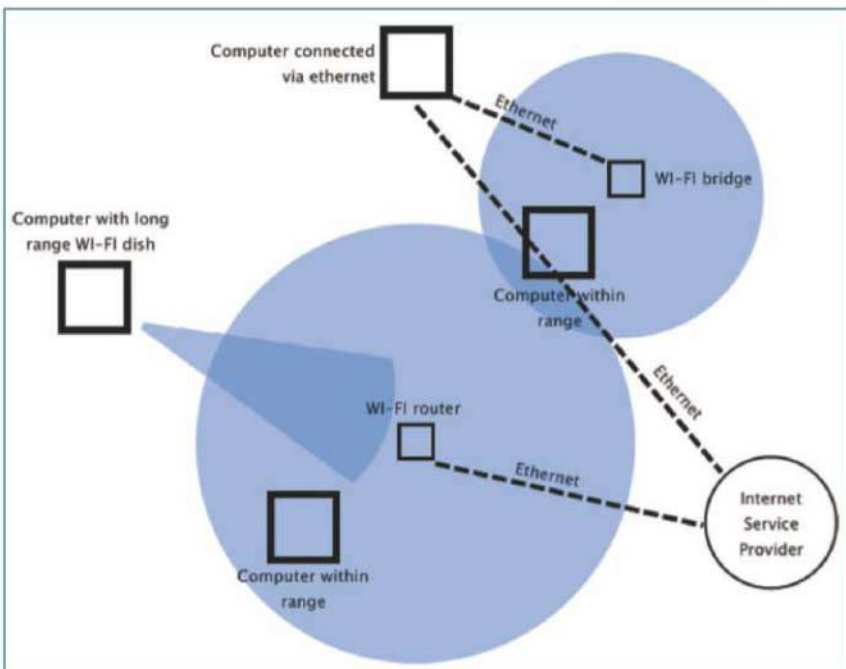 Computer connected
via ethernet
Ethernet
WI-FI bridge
Computer with long
range WI-FI dish
Computer within
range
Ethernet
WI-FI router
Ethernet
Internet
Service
Provider
Computer within
range